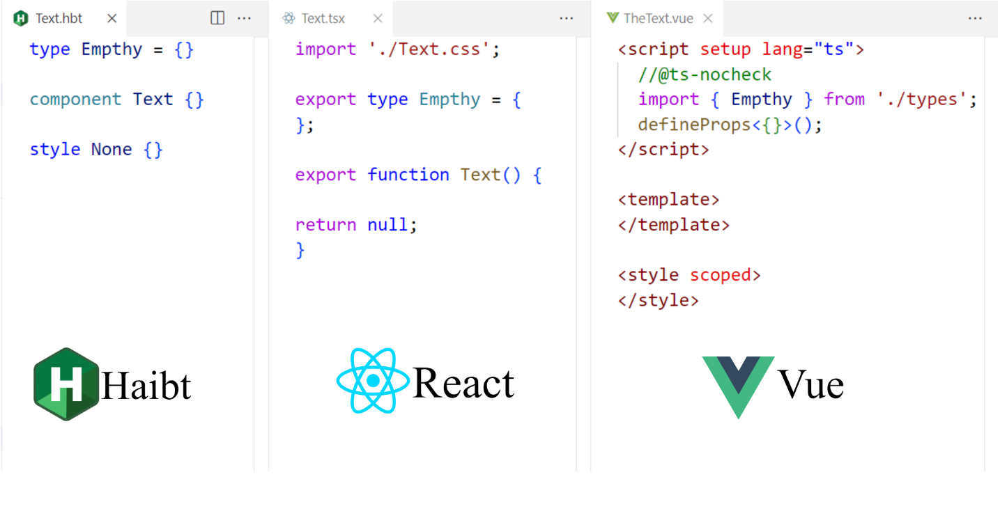 Text.hbt
type Empthy = {}
component Text {}
style None {}
H Haibt
Text.tsx
import './Text.css';
export type Empthy = {
};
export function Text() {
return null;
}
React
TheText.vue
<script setup lang="ts">
//@ts-nocheck
import { Empthy } from './types';
defineProps<{}>();
</script>
<template>
</template>
<style scoped>
</style>
Vue